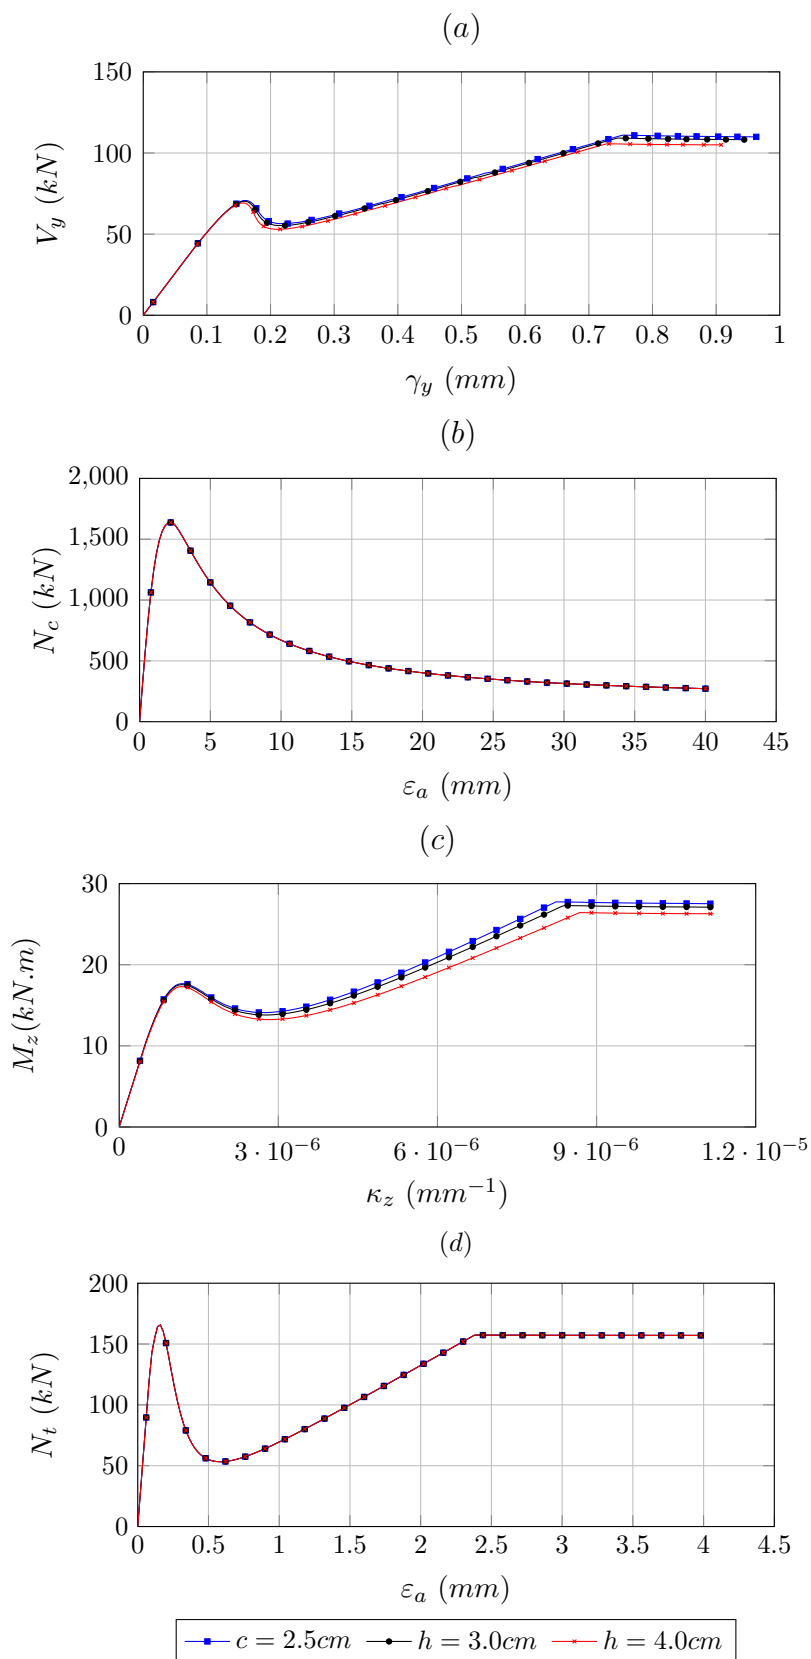 (a)
150
100
50
0
V_y (kN)
0 0.1 0.2 0.3 0.4 0.5 0.6 0.7 0.8 0.9 1
γ_y (mm)
(b)
2,000
1,500
1,000
500
0
N_c (kN)
0 5 10 15 20 25 30 35 40 45
ε_a (mm)
(c)
30
20
10
0
M_z(kN.m)
0 3 · 10^{-6} 6 · 10^{-6} 9 · 10^{-6} 1.2 · 10^{-5}
κ_z (mm^{-1})
(d)
200
150
100
50
0
N_t (kN)
0 0.5 1 1.5 2 2.5 3 3.5 4 4.5
ε_a (mm)
c = 2.5cm h = 3.0cm h = 4.0cm